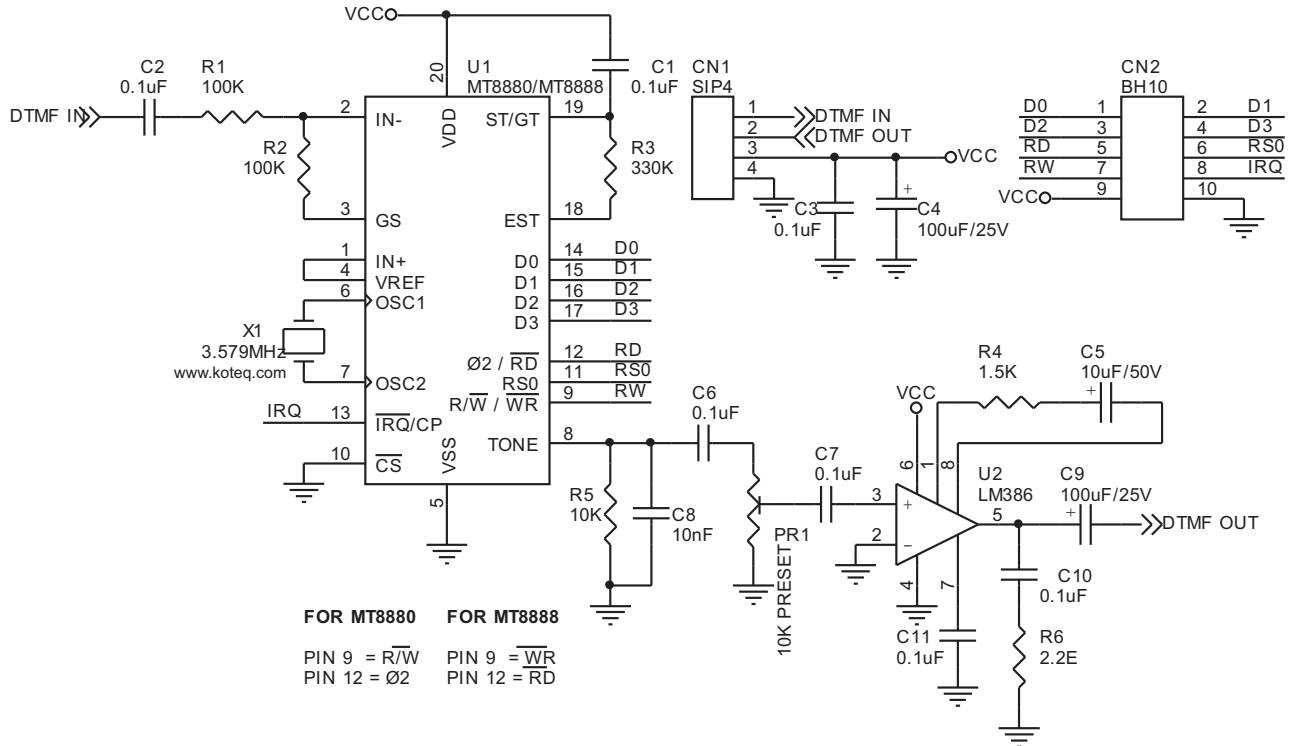 VCC
C2
0.1uF
R1
100K
DTMF IN
R2
100K
20
U1
MT8880/MT8888
2
IN-
VDD
ST/GT
19
C1
0.1uF
R3
330K
3
GS
EST
18
1
IN+
4
VREF
6
OSC1
D0
14
D0
D1
15
D1
D2
16
D2
D3
17
D3
X1
3.579MHz
www.koteq.com
7
OSC2
Ø2 / RD
12
RD
RS0
11
RS0
R/W / WR
9
RW
IRQ
13
IRQ/CP
10
CS
VSS
5
TONE
8
CN1
SIP4
1
DTMF IN
2
DTMF OUT
3
VCC
4
C3
0.1uF
+
C4
100uF/25V
CN2
BH10
D0
1
2
D1
D2
3
4
D3
RD
5
6
RS0
RW
7
8
IRQ
VCC
9
10
C6
0.1uF
R5
10K
C8
10nF
PR1
10K PRESET
C7
0.1uF
VCC
R4
1.5K
C5
10uF/50V
+
6
1
8
U2
LM386
3
+
2
−
5
4
7
C9
100uF/25V
+
DTMF OUT
C10
0.1uF
C11
0.1uF
R6
2.2E
FOR MT8880 FOR MT8888
PIN 9 = R/W PIN 9 = WR
PIN 12 = Ø2 PIN 12 = RD